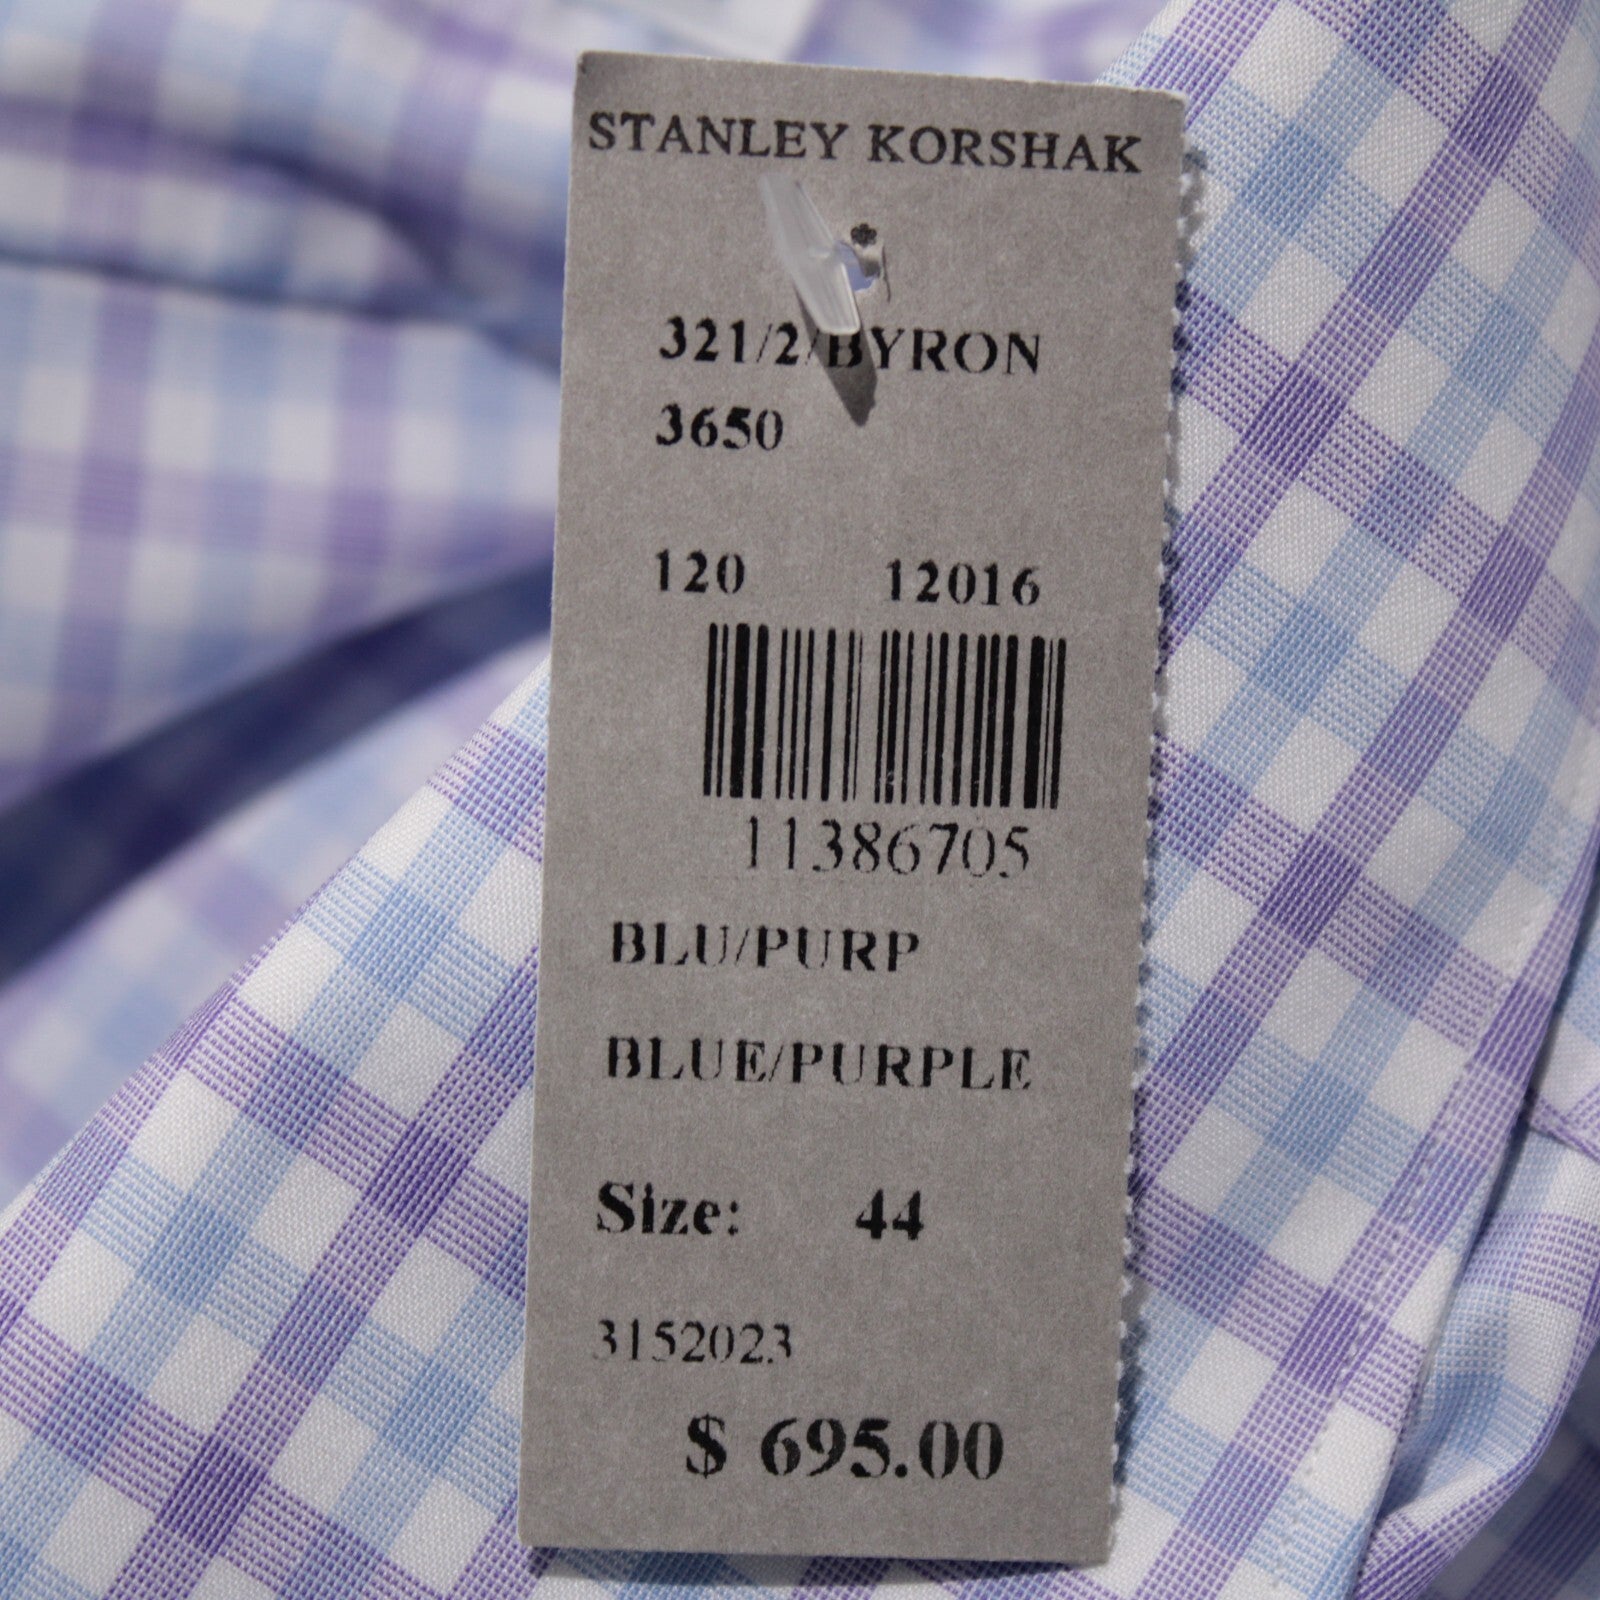 STANLEY KORSHAK
321/2/BYRON
3650
120 12016
11386705
BLU/PURP
BLUE/PURPLE
Size: 44
3152023
$ 695.00